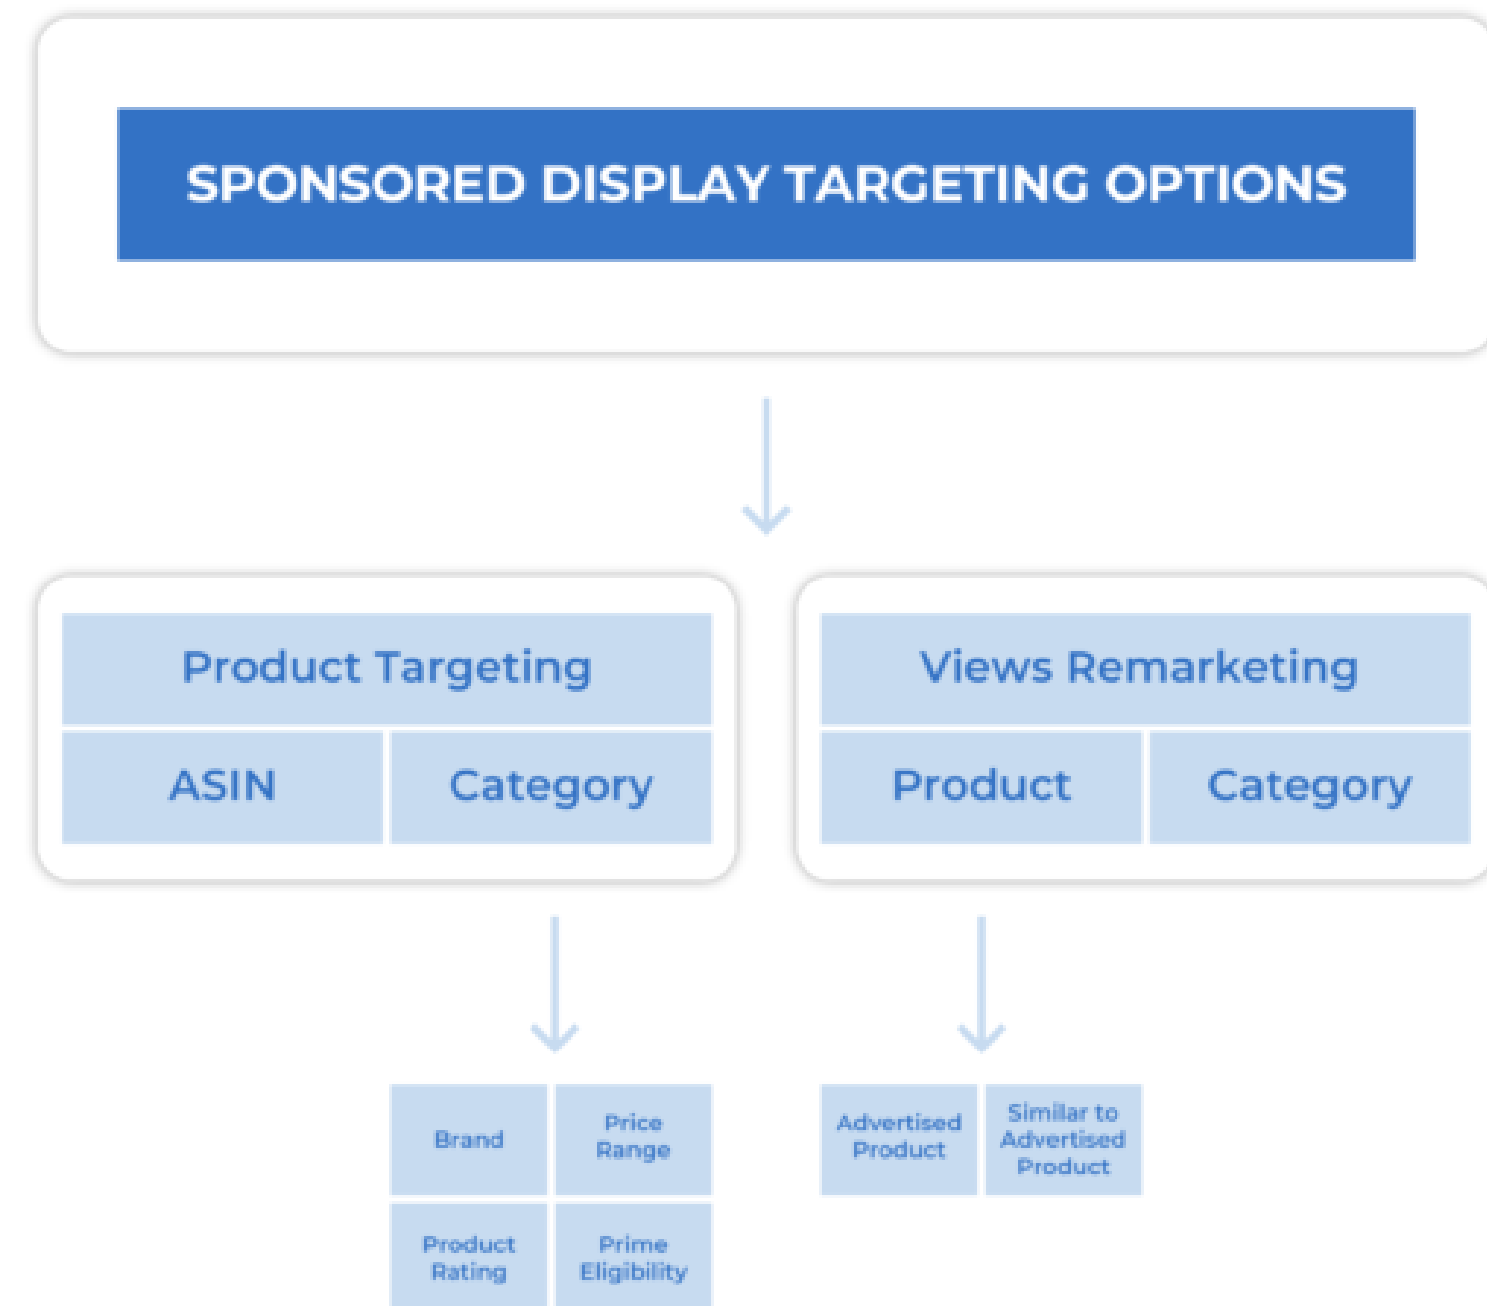 SPONSORED DISPLAY TARGETING OPTIONS
Product Targeting
ASIN
Category
Views Remarketing
Product
Category
Brand
Price
Range
Product
Rating
Prime
Eligibility
Advertised
Product
Similar to
Advertised
Product